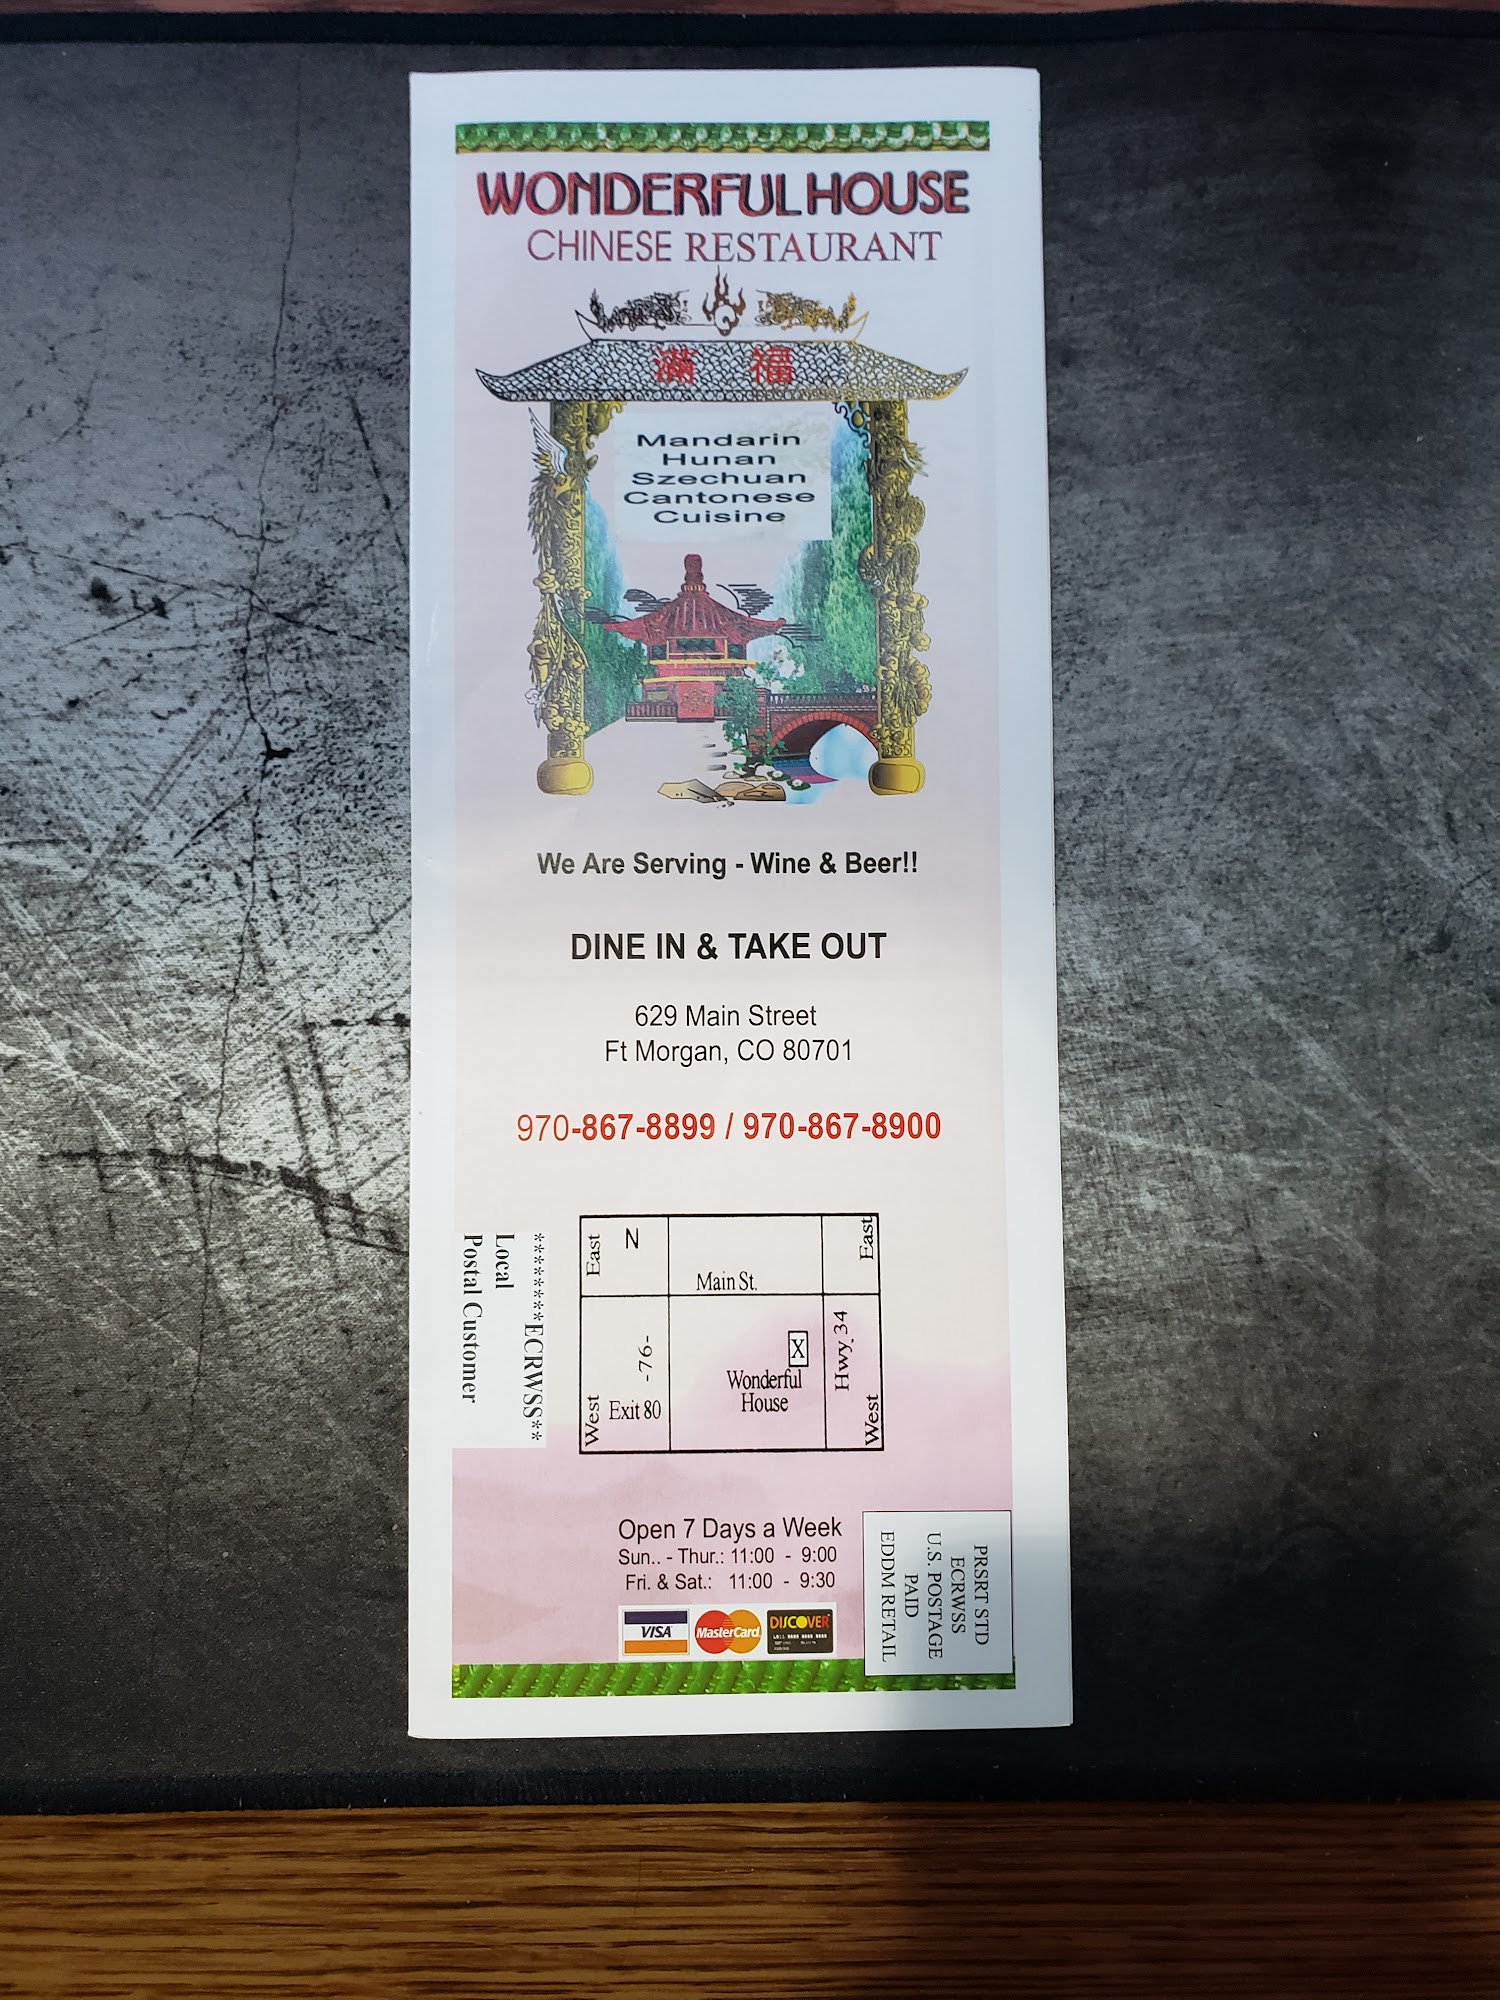 WONDERFUL HOUSE
CHINESE RESTAURANT
滿 福
Mandarin
Hunan
Szechuan
Cantonese
Cuisine
We Are Serving - Wine & Beer!!
DINE IN & TAKE OUT
629 Main Street
Ft Morgan, CO 80701
970-867-8899 / 970-867-8900
********ECRWSS**
Local
Postal Customer
East
N
Main St.
East
West
-76-
Exit 80
X
Wonderful
House
Hwy 34
West
Open 7 Days a Week
Sun.. - Thur.: 11:00 - 9:00
Fri. & Sat.: 11:00 - 9:30
VISA
MasterCard
DISCOVER
PRSRT STD
ECRWSS
U.S. POSTAGE
PAID
EDDM RETAIL